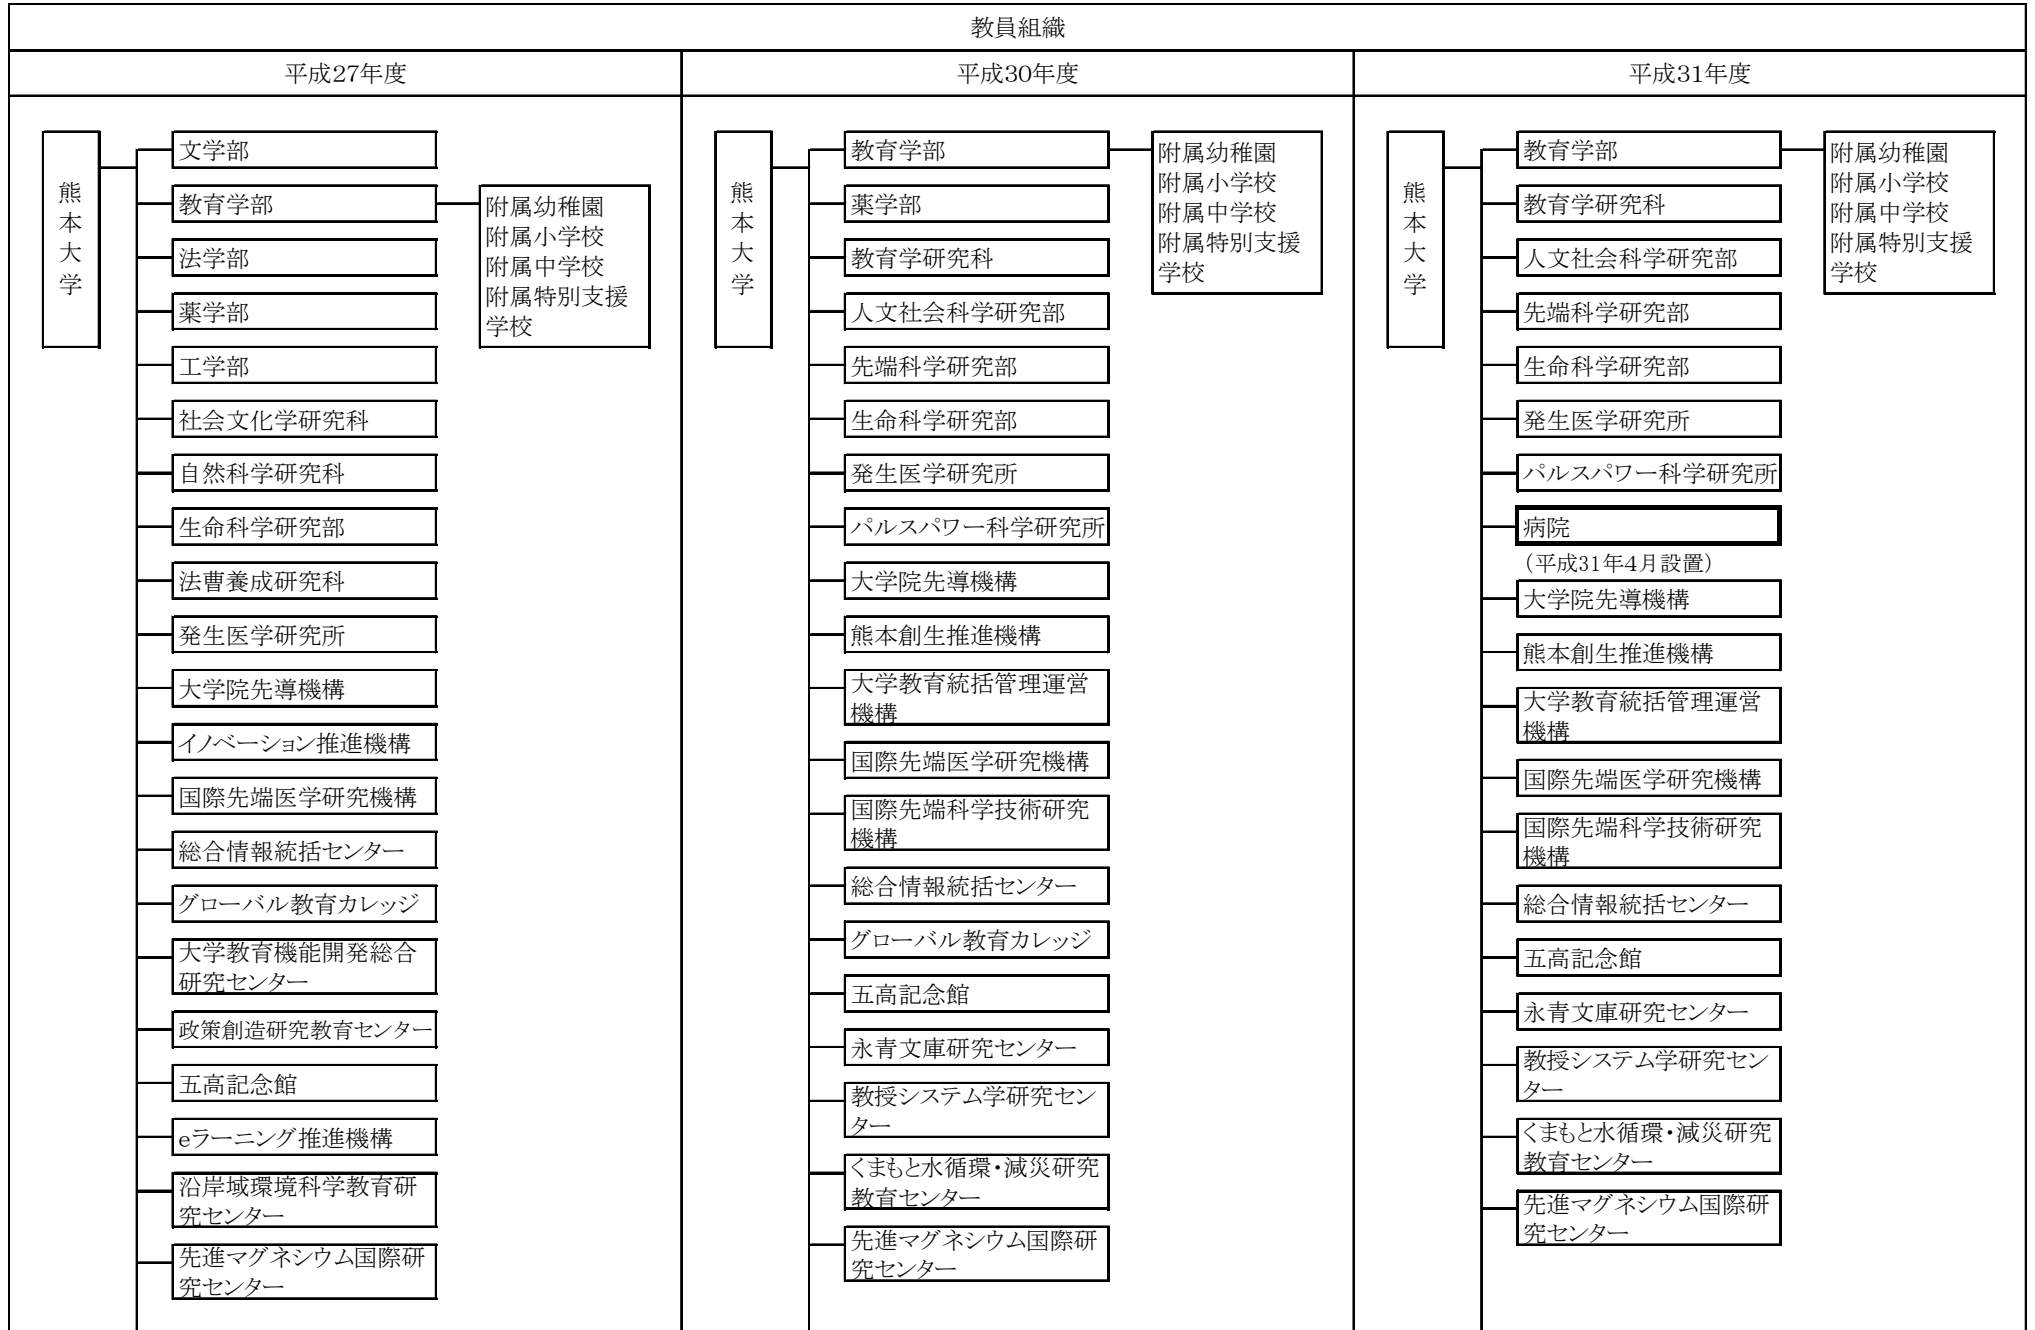 教員組織
平成27年度
平成30年度
平成31年度
熊
本
大
学
文学部
教育学部
附属幼稚園
附属小学校
附属中学校
附属特別支援
学校
法学部
薬学部
工学部
社会文化学研究科
自然科学研究科
生命科学研究部
法曹養成研究科
発生医学研究所
大学院先導機構
イノベーション推進機構
国際先端医学研究機構
総合情報統括センター
グローバル教育カレッジ
大学教育機能開発総合
研究センター
政策創造研究教育センター
五高記念館
eラーニング推進機構
沿岸域環境科学教育研
究センター
先進マグネシウム国際研
究センター
熊
本
大
学
教育学部
附属幼稚園
附属小学校
附属中学校
附属特別支援
学校
薬学部
教育学研究科
人文社会科学研究部
先端科学研究部
生命科学研究部
発生医学研究所
パルスパワー科学研究所
大学院先導機構
熊本創生推進機構
大学教育統括管理運営
機構
国際先端医学研究機構
国際先端科学技術研究
機構
総合情報統括センター
グローバル教育カレッジ
五高記念館
永青文庫研究センター
教授システム学研究セン
ター
くまもと水循環・減災研究
教育センター
先進マグネシウム国際研
究センター
熊
本
大
学
教育学部
附属幼稚園
附属小学校
附属中学校
附属特別支援
学校
教育学研究科
人文社会科学研究部
先端科学研究部
生命科学研究部
発生医学研究所
パルスパワー科学研究所
病院
（平成31年4月設置）
大学院先導機構
熊本創生推進機構
大学教育統括管理運営
機構
国際先端医学研究機構
国際先端科学技術研究
機構
総合情報統括センター
五高記念館
永青文庫研究センター
教授システム学研究セン
ター
くまもと水循環・減災研究
教育センター
先進マグネシウム国際研
究センター